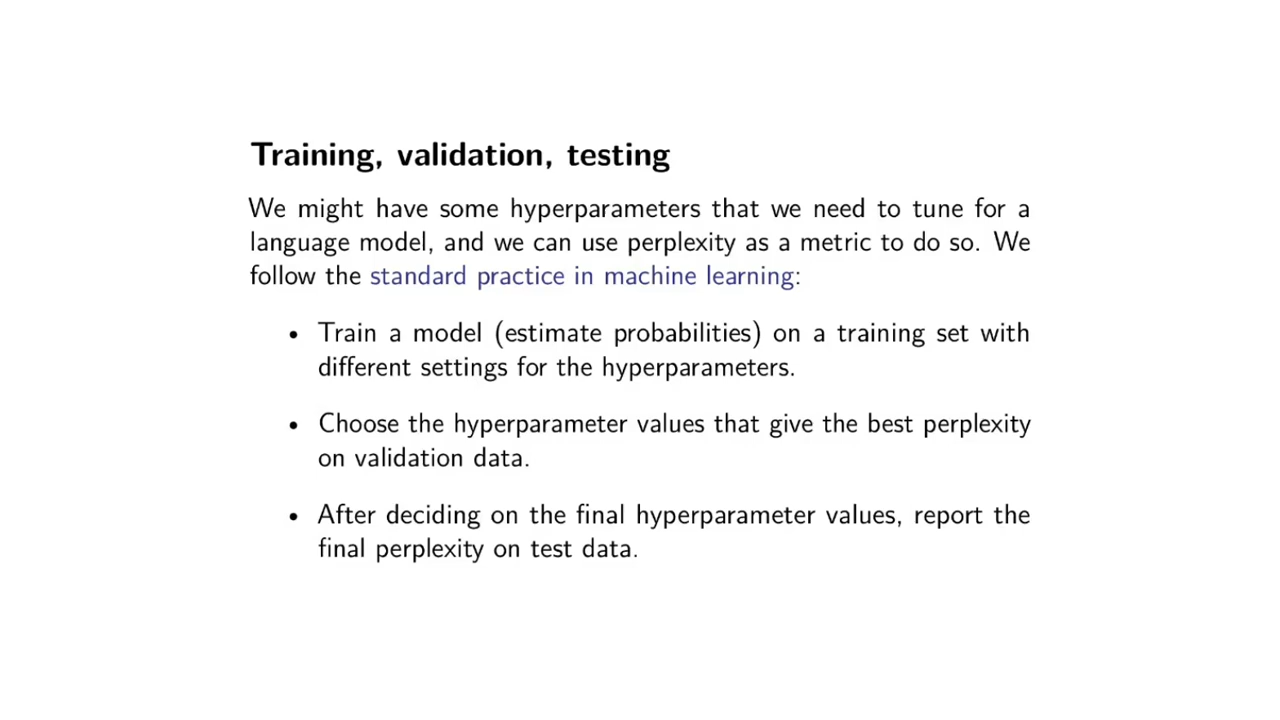 Training, validation, testing
We might have some hyperparameters that we need to tune for a
language model, and we can use perplexity as a metric to do so. We
follow the standard practice in machine learning:
• Train a model (estimate probabilities) on a training set with
different settings for the hyperparameters.
• Choose the hyperparameter values that give the best perplexity
on validation data.
• After deciding on the final hyperparameter values, report the
final perplexity on test data.